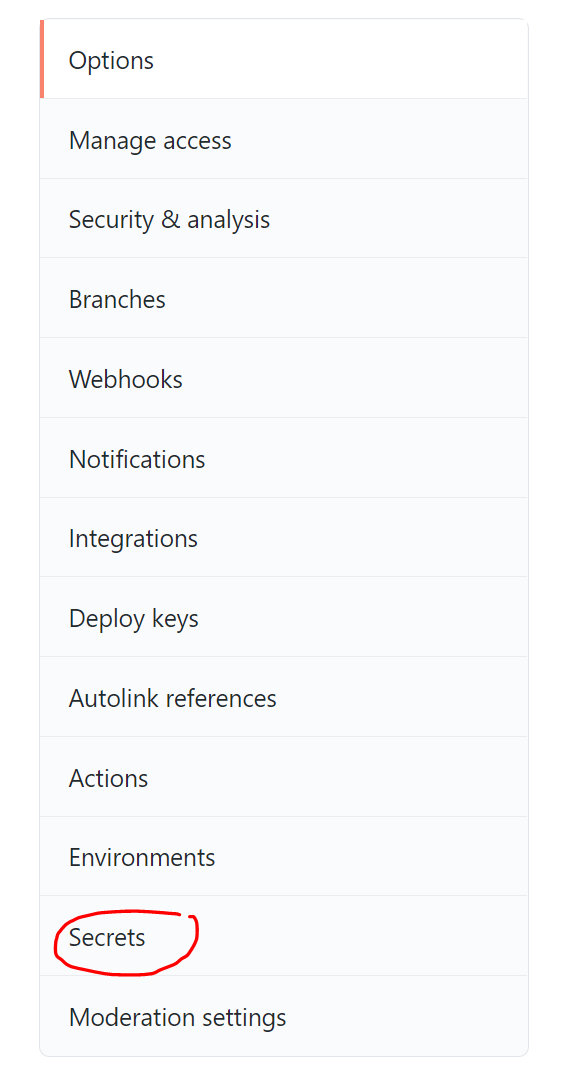 Options
Manage access
Security & analysis
Branches
Webhooks
Notifications
Integrations
Deploy keys
Autolink references
Actions
Environments
Secrets
Moderation settings